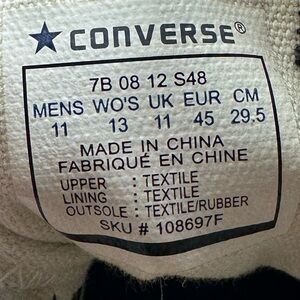 CONVERSE®
7B 08 12 S48
MENS WO'S UK EUR CM
11 13 11 45 29.5
MADE IN CHINA
FABRIQUÉ EN CHINE
UPPER : TEXTILE
LINING : TEXTILE
OUTSOLE : TEXTILE/RUBBER
SKU # 108697F